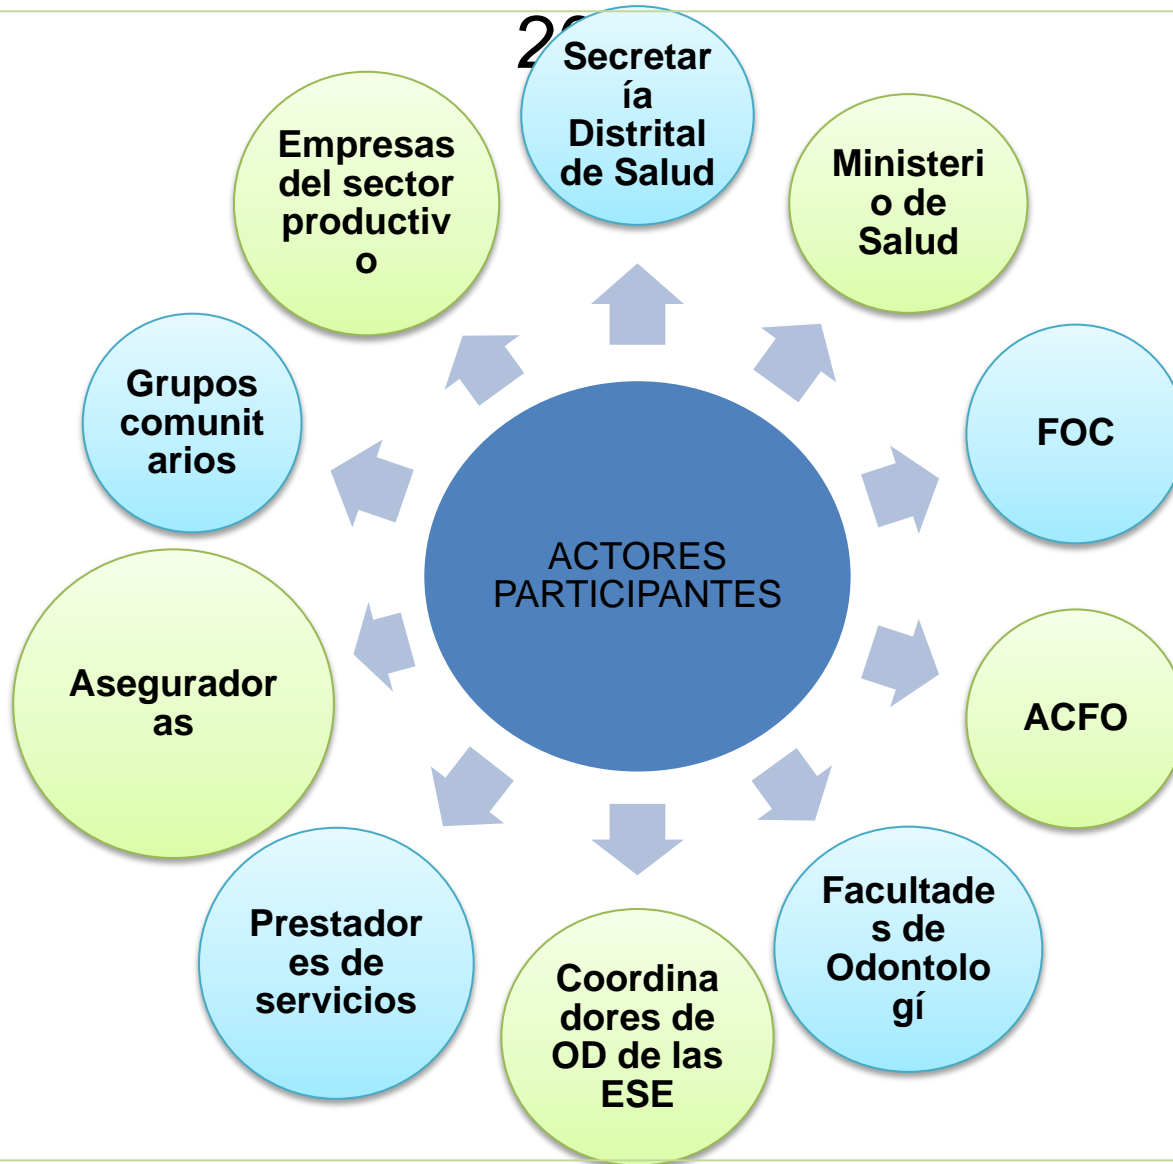 Secretar
ía
Distrital
de Salud
Ministeri
o de
Salud
FOC
ACFO
Facultade
s de
Odontolo
gí
Coordina
dores de
OD de las
ESE
Prestador
es de
servicios
Asegurador
as
Grupos
comunit
arios
Empresas
del sector
productiv
o
ACTORES
PARTICIPANTES